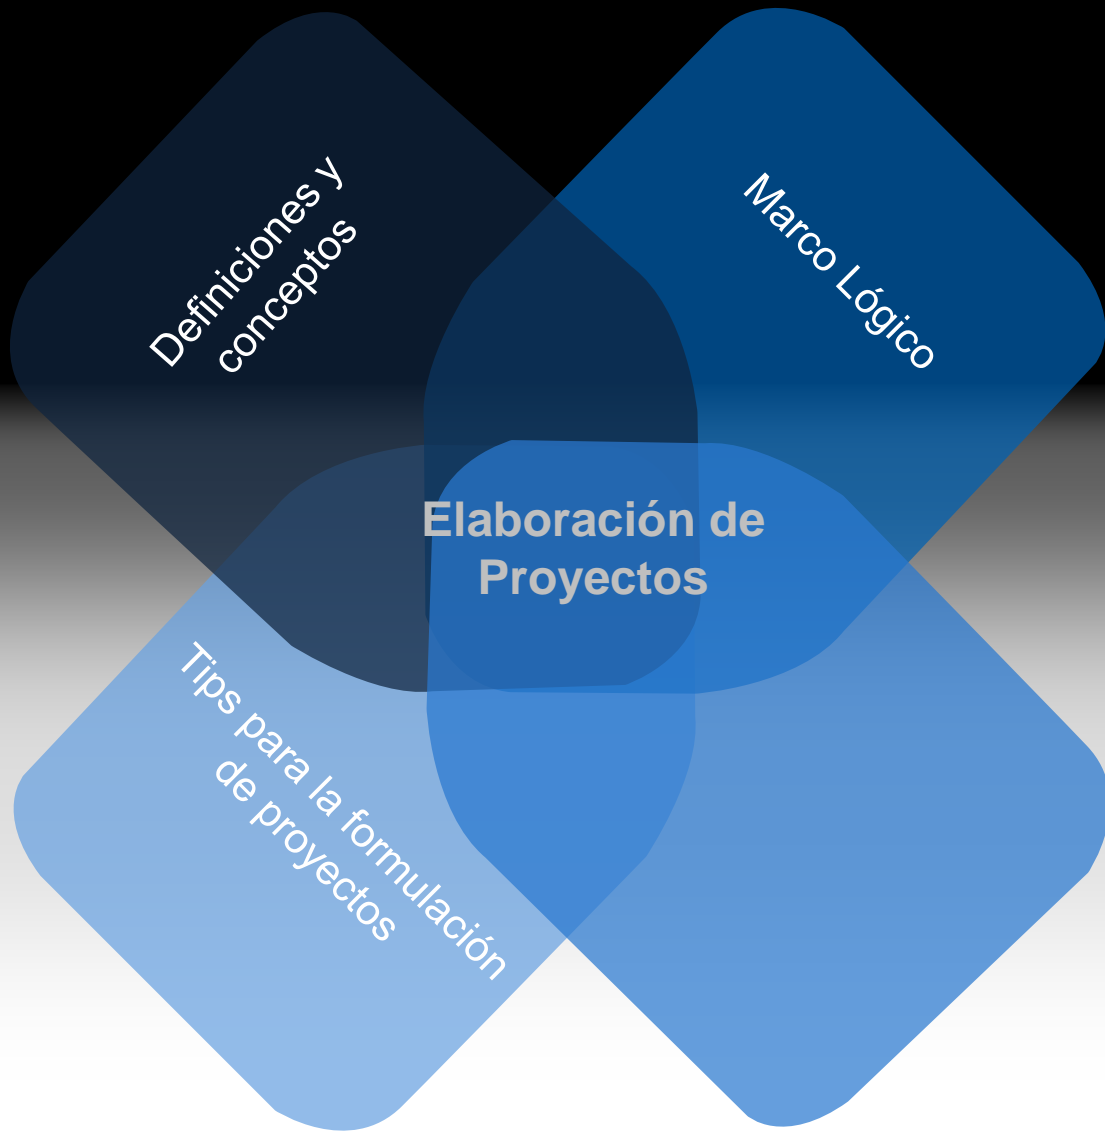 Definiciones y
conceptos
Marco Lógico
Elaboración de
Proyectos
Tips para la formulación
de proyectos